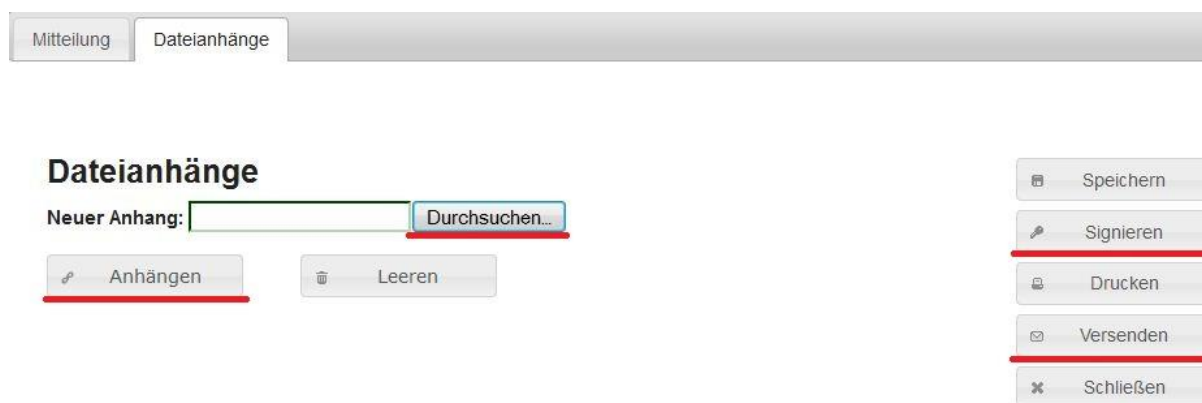 Mitteilung Dateianhänge
Dateianhänge
Neuer Anhang: Durchsuchen...
Anhängen Leeren
Speichern
Signieren
Drucken
Versenden
Schließen